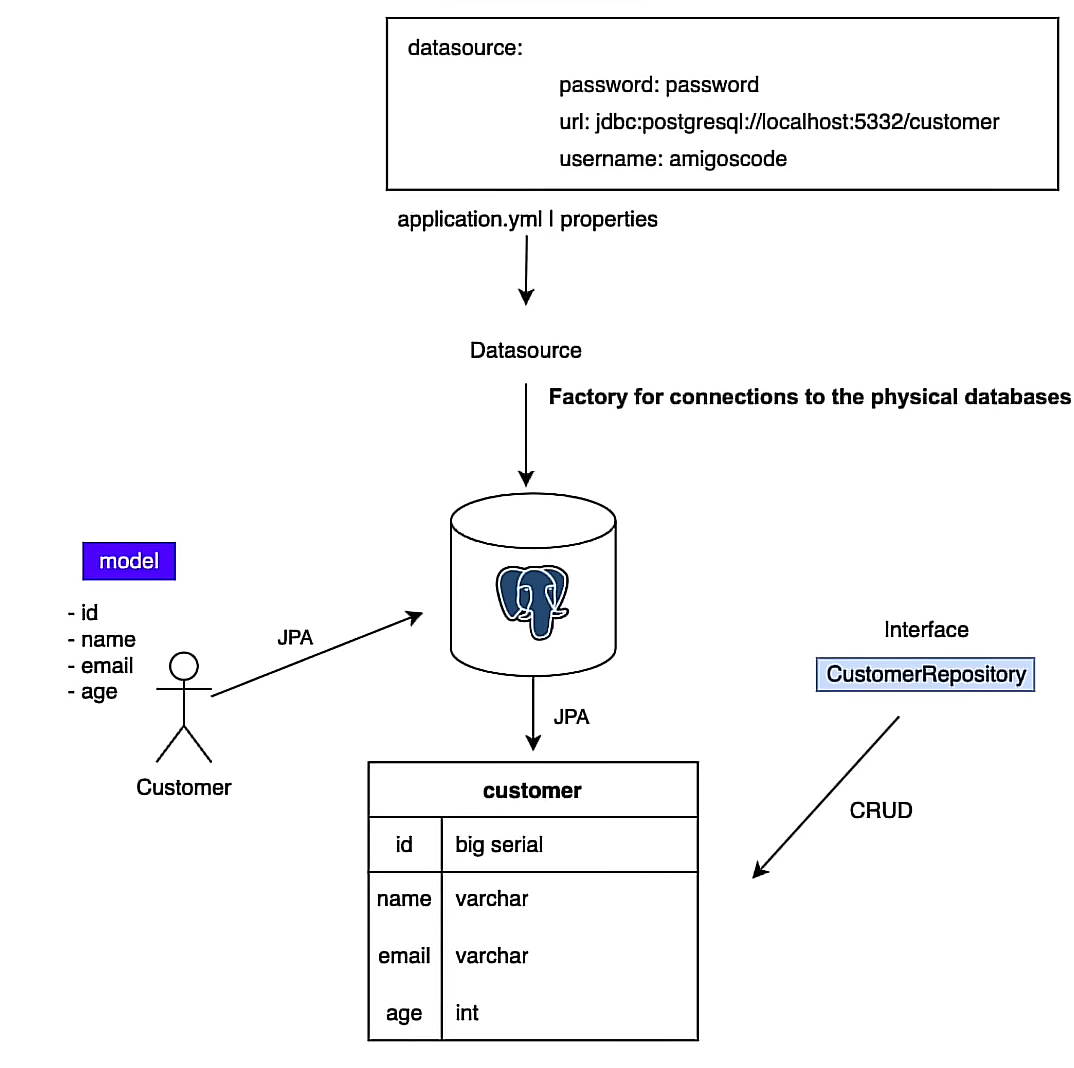 datasource:
password: password
url: jdbc:postgresql://localhost:5332/customer
username: amigoscode
application.yml | properties
Datasource
Factory for connections to the physical databases
model
- id
- name
- email
- age
Customer
JPA
JPA
Interface
CustomerRepository
CRUD
customer
id big serial
name varchar
email varchar
age int